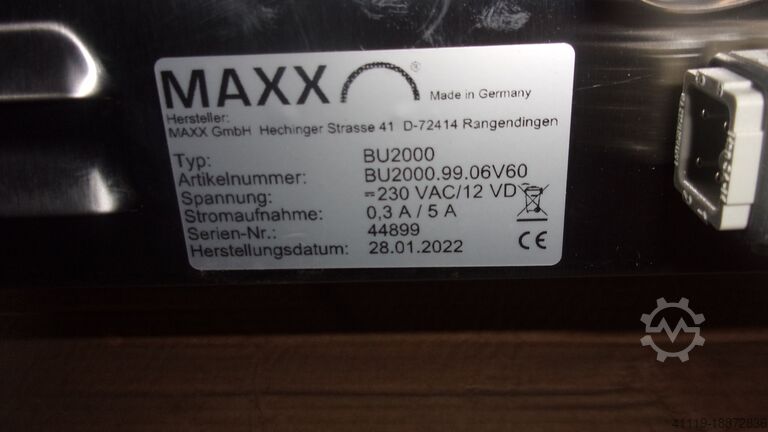 MAXX ®
Made in Germany
Hersteller:
MAXX GmbH Hechinger Strasse 41 D-72414 Rangendingen
Typ: BU2000
Artikelnummer: BU2000.99.06V60
Spannung: =230 VAC/12 VD
Stromaufnahme: 0,3 A / 5 A
Serien-Nr.: 44899
Herstellungsdatum: 28.01.2022
CE